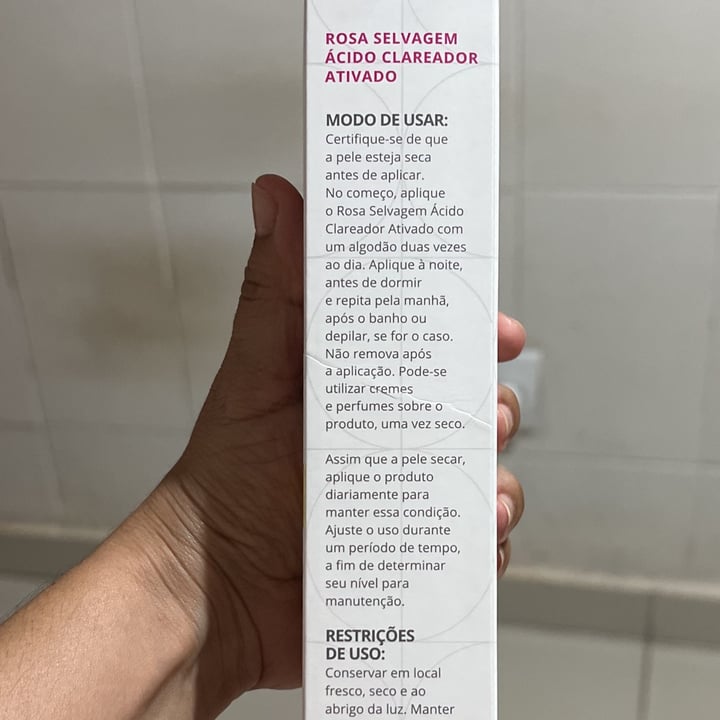 ROSA SELVAGEM
ÁCIDO CLAREADOR
ATIVADO
MODO DE USAR:
Certifique-se de que
a pele esteja seca
antes de aplicar.
No começo, aplique
o Rosa Selvagem Ácido
Clareador Ativado com
um algodão duas vezes
ao dia. Aplique à noite,
antes de dormir
e repita pela manhã,
após o banho ou
depilar, se for o caso.
Não remova após
a aplicação. Pode-se
utilizar cremes
e perfumes sobre o
produto, uma vez seco.
Assim que a pele secar,
aplique o produto
diariamente para
manter essa condição.
Ajuste o uso durante
um período de tempo,
a fim de determinar
seu nível para
manutenção.
RESTRIÇÕES
DE USO:
Conservar em local
fresco, seco e ao
abrigo da luz. Manter